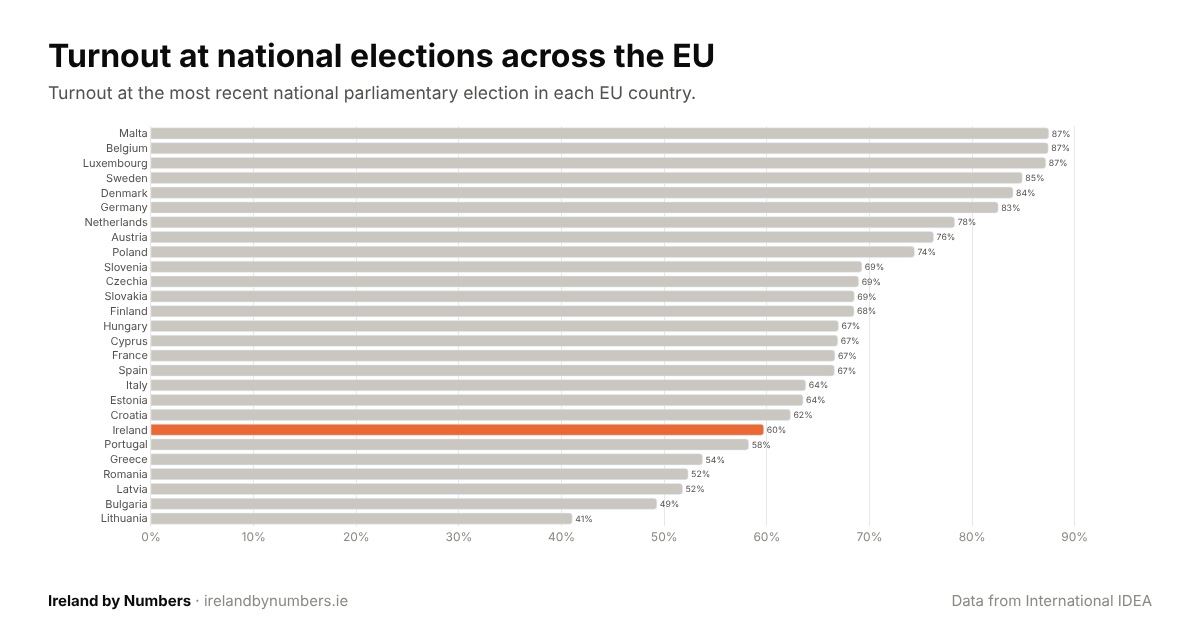 Turnout at national elections across the EU
Turnout at the most recent national parliamentary election in each EU country.
Malta 87%
Belgium 87%
Luxembourg 87%
Sweden 85%
Denmark 84%
Germany 83%
Netherlands 78%
Austria 76%
Poland 74%
Slovenia 69%
Czechia 69%
Slovakia 69%
Finland 68%
Hungary 67%
Cyprus 67%
France 67%
Spain 67%
Italy 64%
Estonia 64%
Croatia 62%
Ireland 60%
Portugal 58%
Greece 54%
Romania 52%
Latvia 52%
Bulgaria 49%
Lithuania 41%
0% 10% 20% 30% 40% 50% 60% 70% 80% 90%
Ireland by Numbers · irelandbynumbers.ie Data from International IDEA